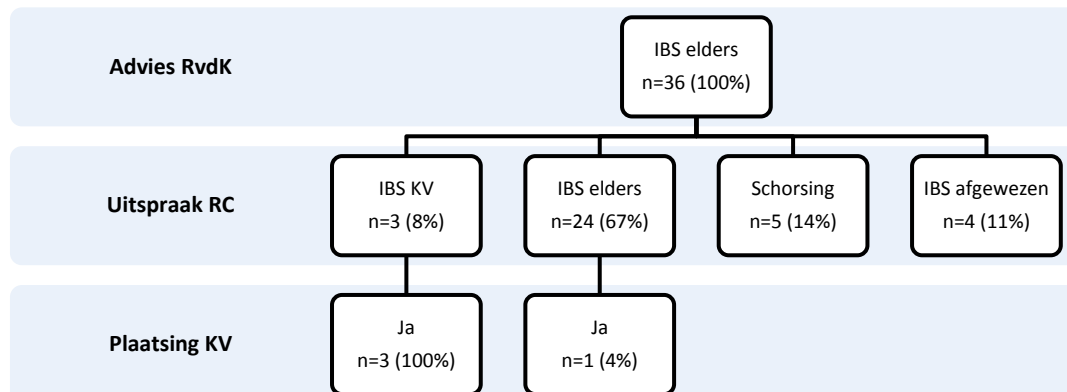 Advies RvdK
IBS elders
n=36 (100%)
Uitspraak RC
IBS KV
n=3 (8%)
IBS elders
n=24 (67%)
Schorsing
n=5 (14%)
IBS afgewezen
n=4 (11%)
Plaatsing KV
Ja
n=3 (100%)
Ja
n=1 (4%)